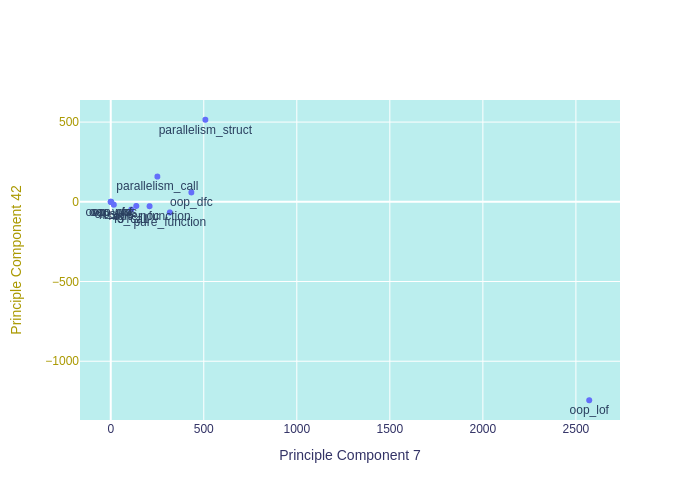 500
parallelism_struct
parallelism_call
oop_dfc
0
pure_function
−500
Principle Component 42
−1000
oop_lof
0
500
1000
1500
2000
2500
Principle Component 7